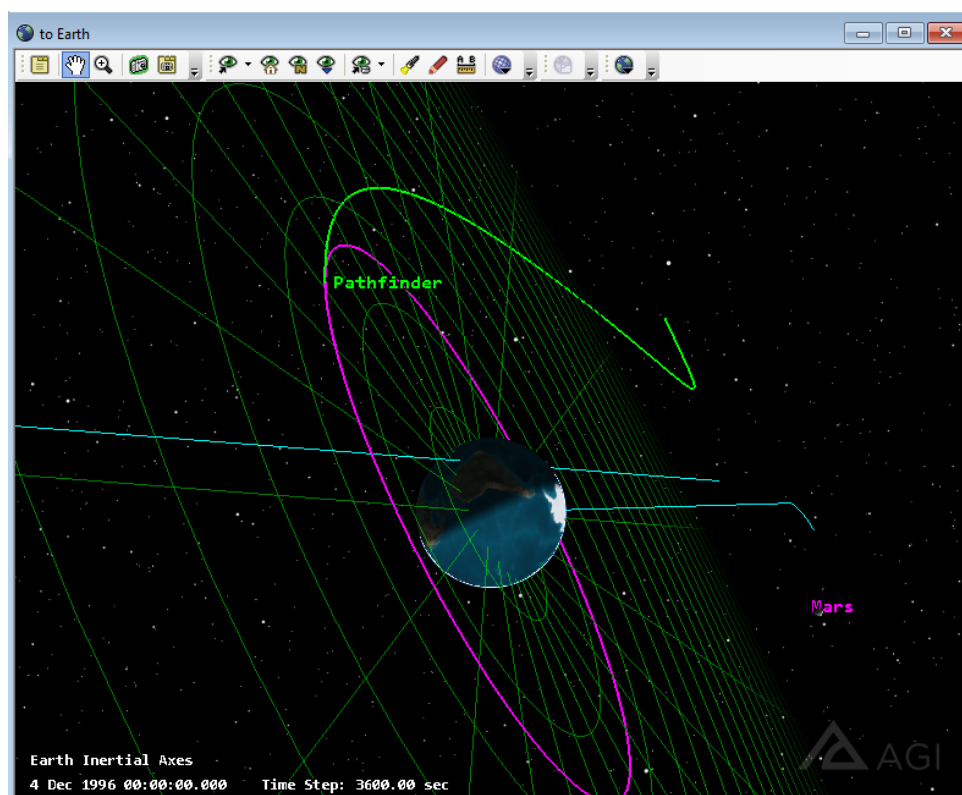 to Earth
A B
Pathfinder
Mars
AGI
Earth Inertial Axes
4 Dec 1996 00:00:00.000 Time Step: 3600.00 sec